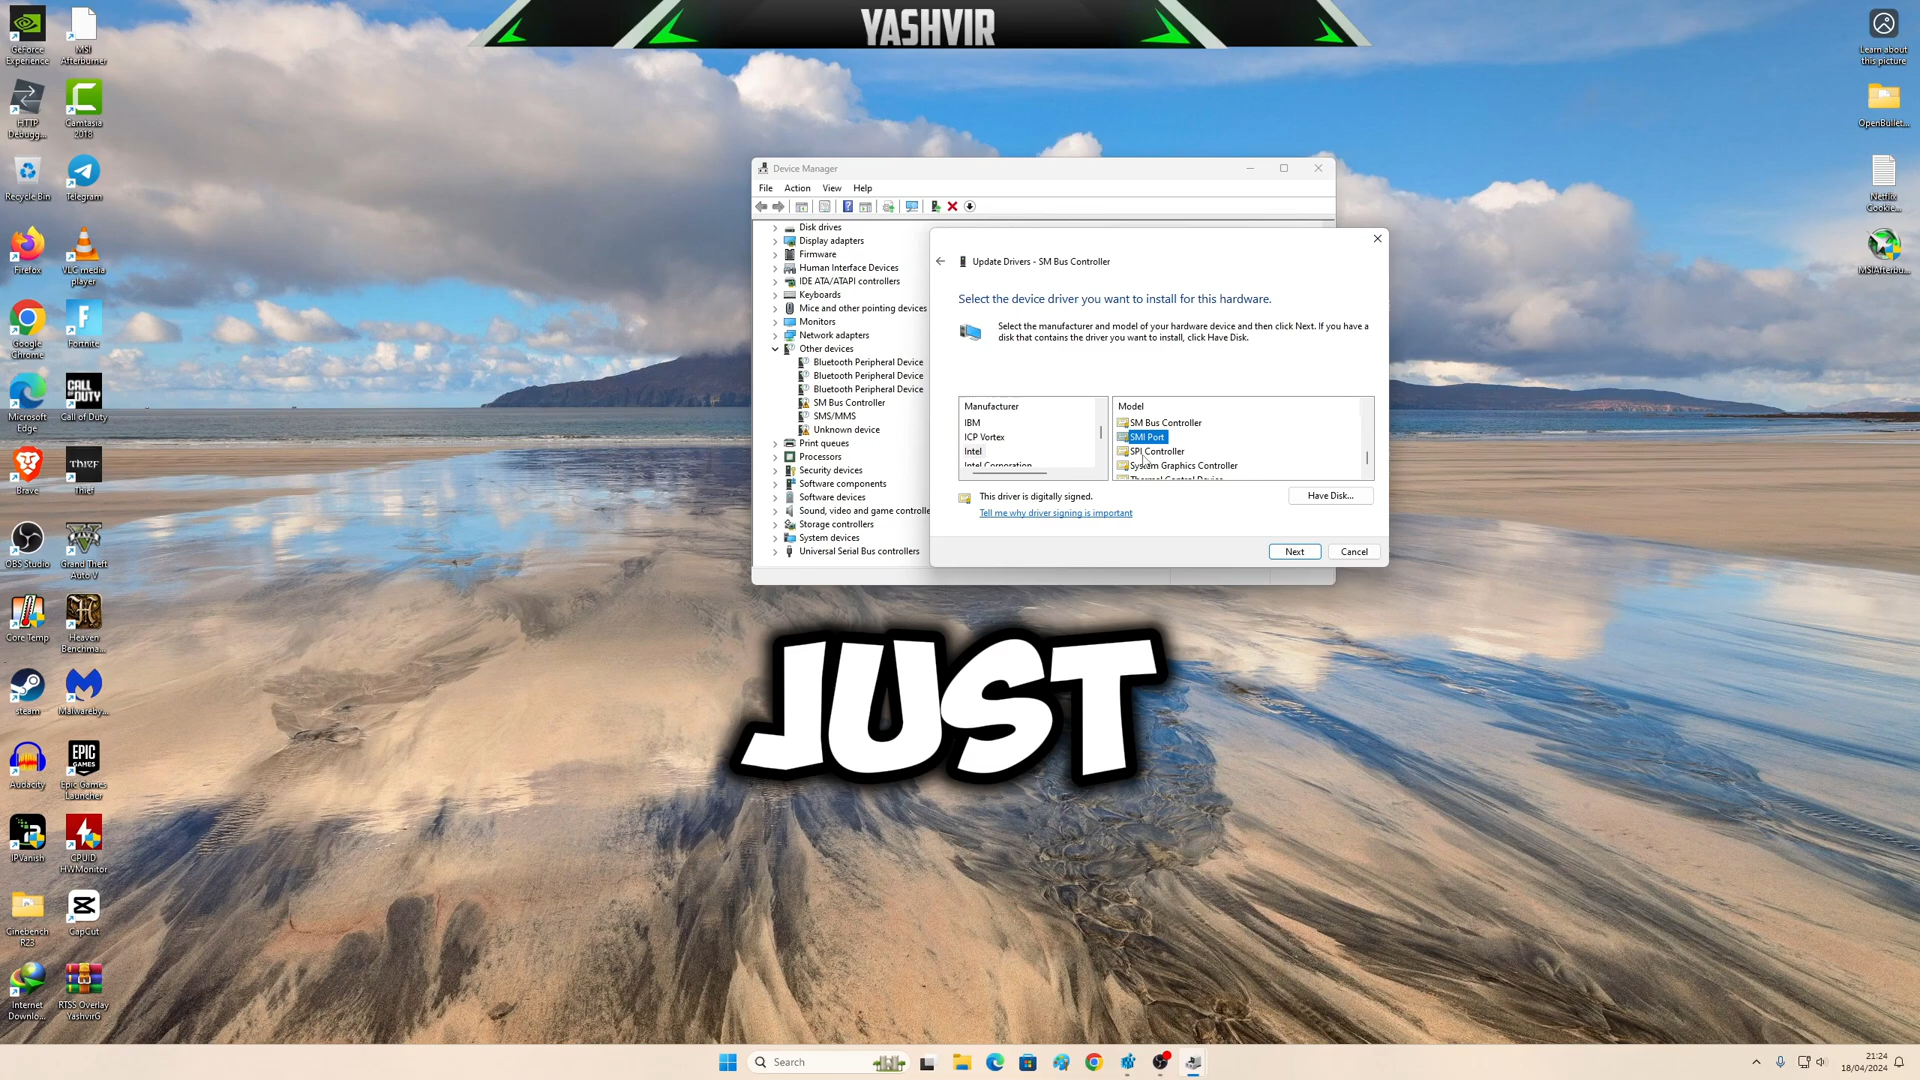 YASHVIR
GeForce
Experience
MSI
Afterburner
HTTP
Debugg...
Camtasia
2018
Recycle Bin
Telegram
Firefox
VLC media
player
Google
Chrome
Fortnite
Microsoft
Edge
CALL OF DUTY
Call of Duty
Brave
THIEF
Thief
OBS Studio
Grand Theft
Auto V
Core Temp
Heaven
Benchma...
steam
Malwareby...
Audacity
EPIC
GAMES
Epic Games
Launcher
IPVanish
CPUID
HWMonitor
Cinebench
R23
CapCut
Internet
Downlo...
RTSS Overlay
YashvirG
Learn about
this picture
OpenBullet...
Netflix
Cookie...
MSIAfterbu...
Device Manager
File Action View Help
Disk drives
Display adapters
Firmware
Human Interface Devices
IDE ATA/ATAPI controllers
Keyboards
Mice and other pointing devices
Monitors
Network adapters
Other devices
Bluetooth Peripheral Device
Bluetooth Peripheral Device
Bluetooth Peripheral Device
SM Bus Controller
SMS/MMS
Unknown device
Print queues
Processors
Security devices
Software components
Software devices
Sound, video and game controlle
Storage controllers
System devices
Universal Serial Bus controllers
Update Drivers - SM Bus Controller
Select the device driver you want to install for this hardware.
Select the manufacturer and model of your hardware device and then click Next. If you have a
disk that contains the driver you want to install, click Have Disk.
Manufacturer
IBM
ICP Vortex
Intel
Intel Corporation
Model
SM Bus Controller
SMI Port
SPI Controller
System Graphics Controller
Thermal Control Device
This driver is digitally signed.
Tell me why driver signing is important
Have Disk...
Next
Cancel
JUST
Search
21:24
18/04/2024